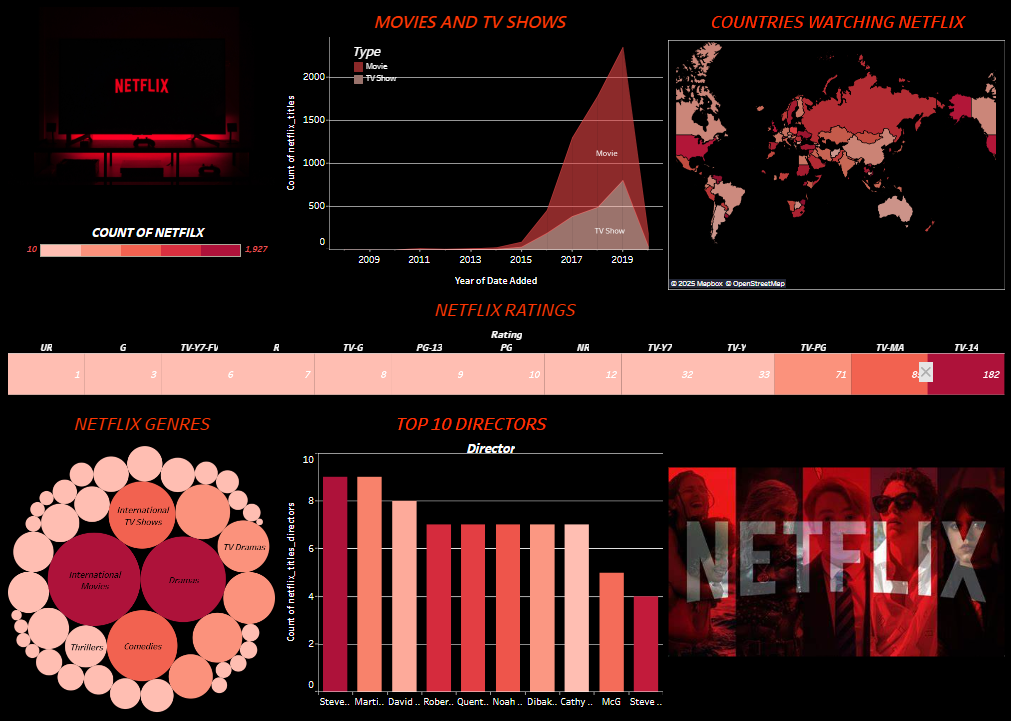 NETFLIX
MOVIES AND TV SHOWS
COUNTRIES WATCHING NETFLIX
Type
Movie
TV Show
Count of netflix_titles
2000
1500
1000
500
0
Movie
TV Show
2009 2011 2013 2015 2017 2019
Year of Date Added
© 2025 Mapbox © OpenStreetMap
COUNT OF NETFILX
10 1,927
NETFLIX RATINGS
Rating
UR G TV-Y7-FV R TV-G PG-13 PG NR TV-Y7 TV-Y TV-PG TV-MA TV-14
1 3 6 7 8 9 10 12 32 33 71 182
NETFLIX GENRES
International
TV Shows
TV Dramas
International
Movies
Dramas
Thrillers
Comedies
TOP 10 DIRECTORS
Director
Count of netflix_titles_directors
10
8
6
4
2
0
Steve.. Marti.. David .. Rober.. Quent.. Noah .. Dibak.. Cathy .. McG Steve ..
NETFLIX